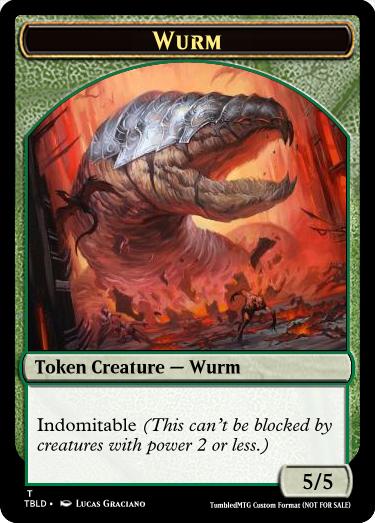 Wurm
Token Creature — Wurm
Indomitable (This can't be blocked by
creatures with power 2 or less.)
5/5
T
TBLD • Lucas Graciano
TumbledMTG Custom Format (NOT FOR SALE)